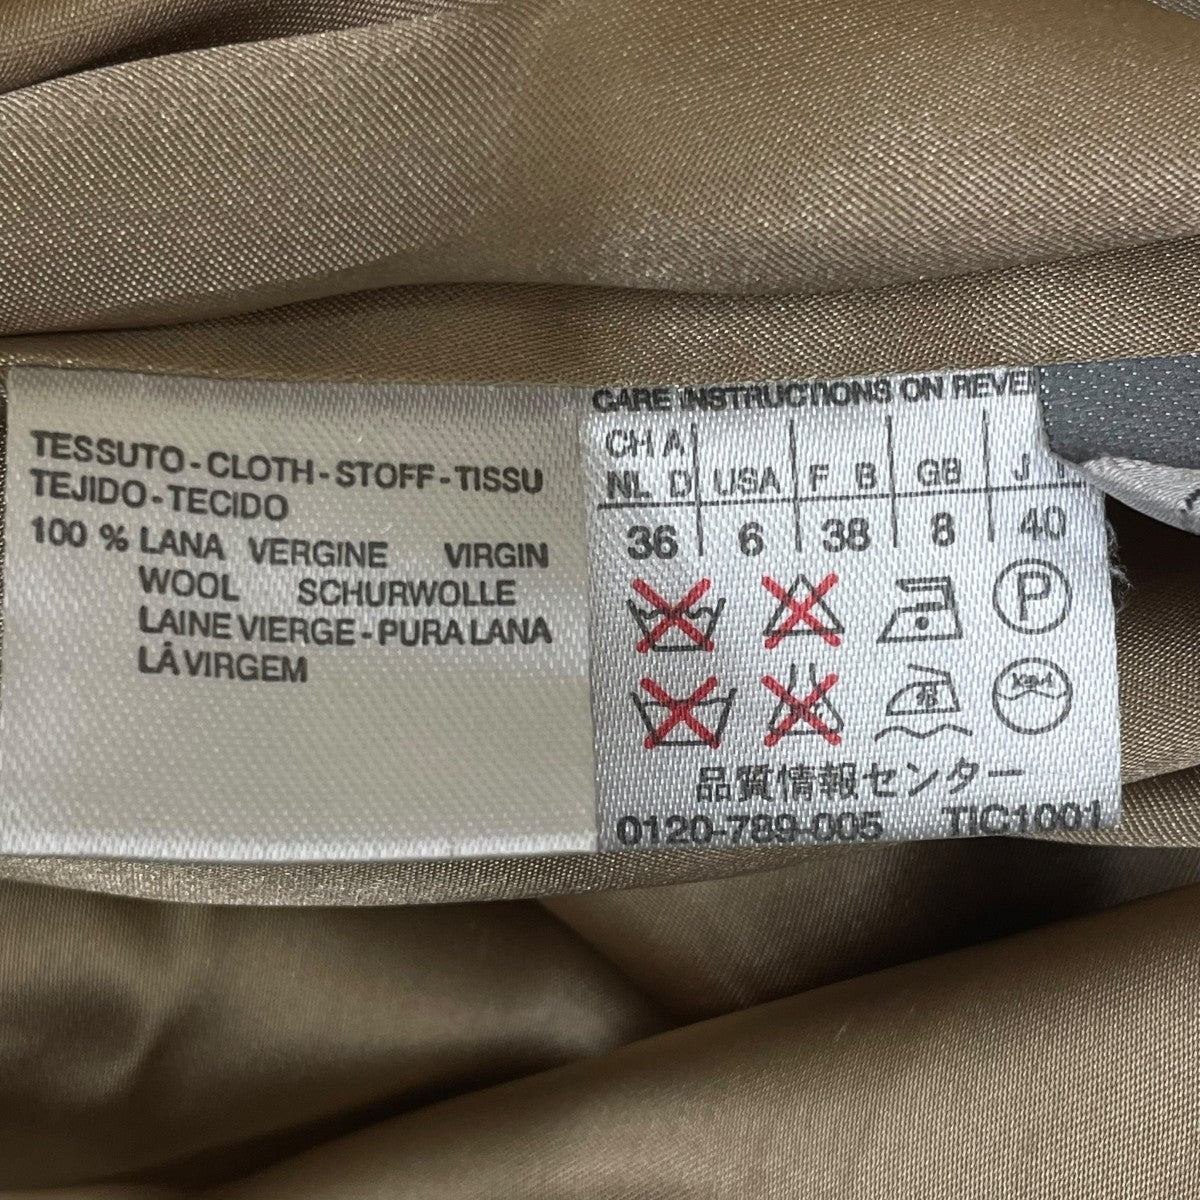 TESSUTO - CLOTH - STOFF - TISSU
TEJIDO - TECIDO
100 % LANA VERGINE VIRGIN
WOOL SCHURWOLLE
LAINE VIERGE - PURA LANA
LÂ VIRGEM
CARE INSTRUCTIONS ON
CH A
NL D USA F B GB J
36 6 38 8 40
P
品質情報センター
0120-789-005 TIC1001